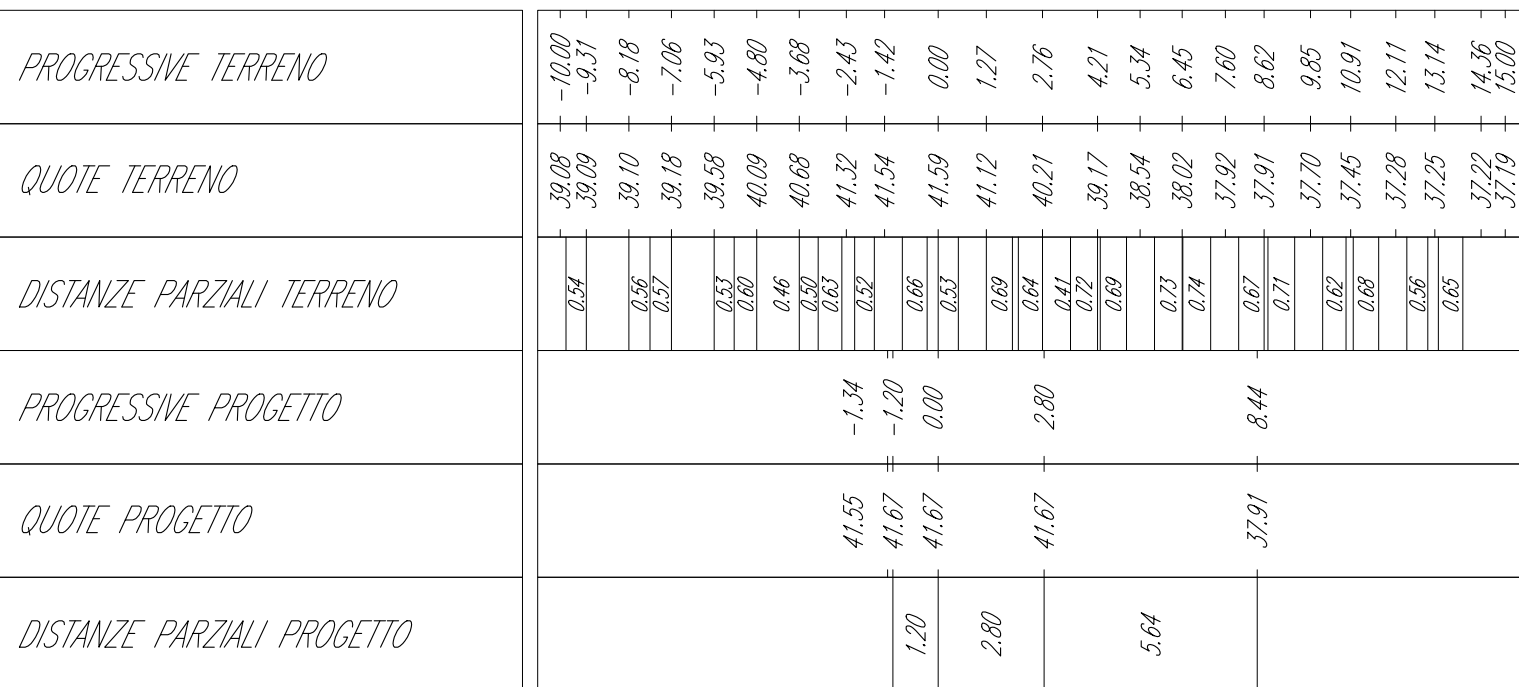 PROGRESSIVE TERRENO -10.00 -9.31 -8.18 -7.06 -5.93 -4.80 -3.68 -2.43 -1.42 0.00 1.27 2.76 4.21 5.34 6.45 7.60 8.62 9.85 10.91 12.11 13.14 14.36 15.00
QUOTE TERRENO 39.08 39.09 39.10 39.18 39.58 40.09 40.68 41.32 41.54 41.59 41.12 40.21 39.17 38.54 38.02 37.92 37.91 37.70 37.45 37.28 37.25 37.22 37.19
DISTANZE PARZIALI TERRENO 0.54 0.56 0.57 0.53 0.60 0.46 0.50 0.63 0.52 0.66 0.53 0.69 0.64 0.41 0.72 0.69 0.73 0.74 0.67 0.71 0.62 0.68 0.56 0.65
PROGRESSIVE PROGETTO -1.34 -1.20 0.00 2.80 8.44
QUOTE PROGETTO 41.55 41.67 41.67 41.67 37.91
DISTANZE PARZIALI PROGETTO 1.20 2.80 5.64